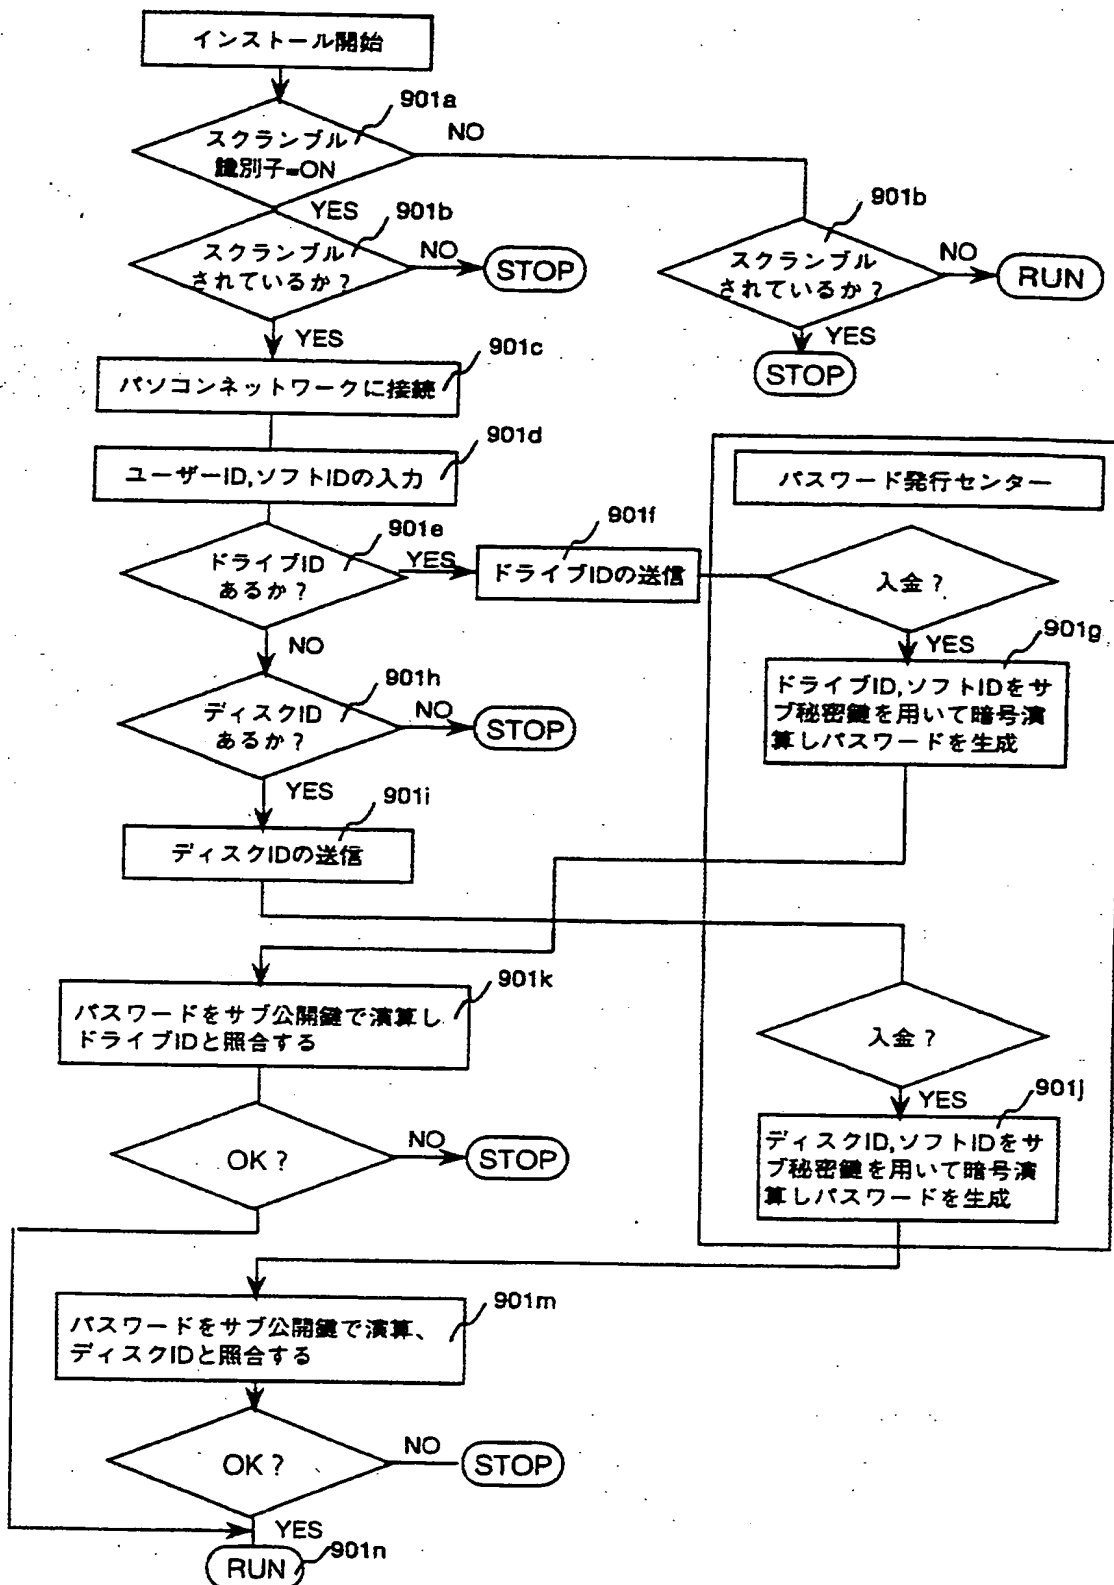 インストール開始
901a
スクランブル
識別子=ON
NO
YES
901b
スクランブル
されているか?
NO
STOP
901b
スクランブル
されているか?
NO
RUN
YES
STOP
YES
901c
パソコンネットワークに接続
901d
ユーザーID,ソフトIDの入力
901e
ドライブID
あるか?
YES
901f
ドライブIDの送信
パスワード発行センター
入金?
YES
901g
ドライブID,ソフトIDをサ
ブ秘密鍵を用いて暗号演
算しパスワードを生成
NO
901h
ディスクID
あるか?
NO
STOP
YES
901i
ディスクIDの送信
901k
パスワードをサブ公開鍵で演算し
ドライブIDと照合する
入金?
YES
901j
ディスクID,ソフトIDをサ
ブ秘密鍵を用いて暗号演
算しパスワードを生成
OK?
NO
STOP
901m
パスワードをサブ公開鍵で演算、
ディスクIDと照合する
OK?
NO
STOP
YES
RUN
901n